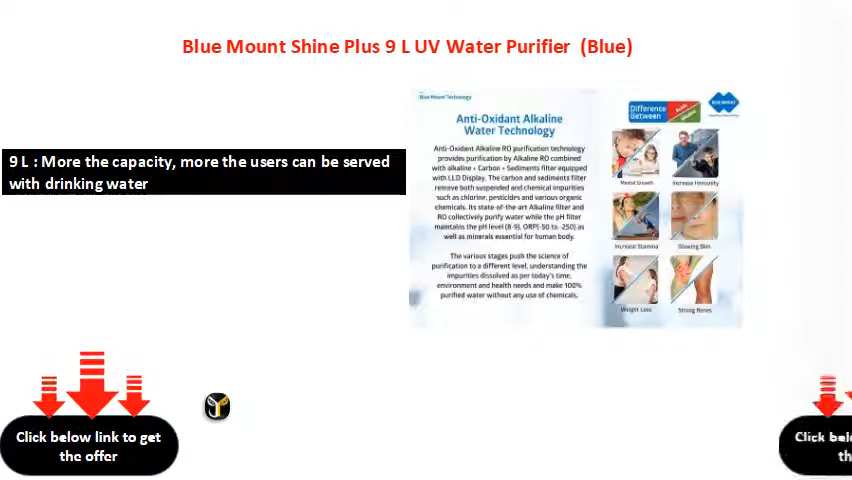 Blue Mount Shine Plus 9 L UV Water Purifier (Blue)
9 L : More the capacity, more the users can be served
with drinking water
Blue Mount Technology
Anti-Oxidant Alkaline
Water Technology
Anti-Oxidant Alkaline RO purification technology
provides purification by Alkaline RO combined
with alkaline + Carbon + Sediments filter equipped
with LLD Display. The carbon and sediments filter
remove both suspended and chemical impurities
such as chlorine, pesticides and various organic
chemicals. Its state-of-the-art Alkaline filter and
RO collectively purify water while the pH filter
maintains the pH level (8-9), ORP(-50 to -250) as
well as minerals essential for human body.
The various stages push the science of
purification to a different level, understanding the
impurities dissolved as per today's time,
environment and health needs and make 100%
purified water without any use of chemicals.
Difference
Between
BLUE MOUNT
Mental Growth
Increase Immunity
Increase Stamina
Glowing Skin
Weight Loss
Strong Bones
Click below link to get
the offer
Click bel
th